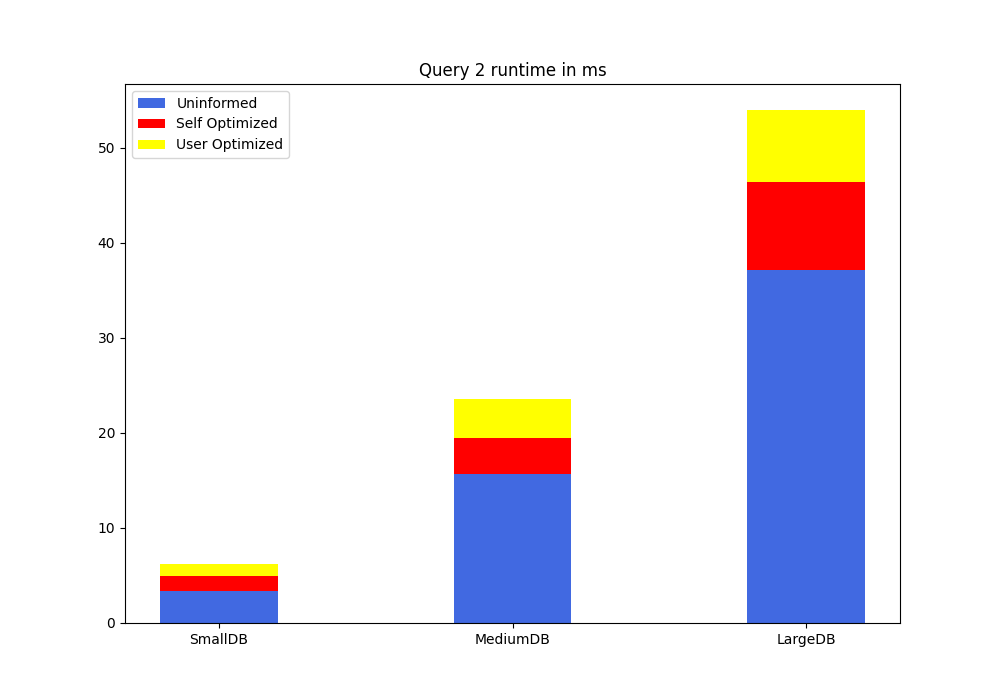 Query 2 runtime in ms
Uninformed
Self Optimized
User Optimized
50
40
30
20
10
0
SmallDB MediumDB LargeDB